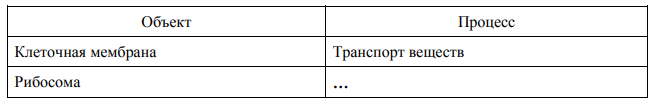 Объект Процесс
Клеточная мембрана Транспорт веществ
Рибосома ...